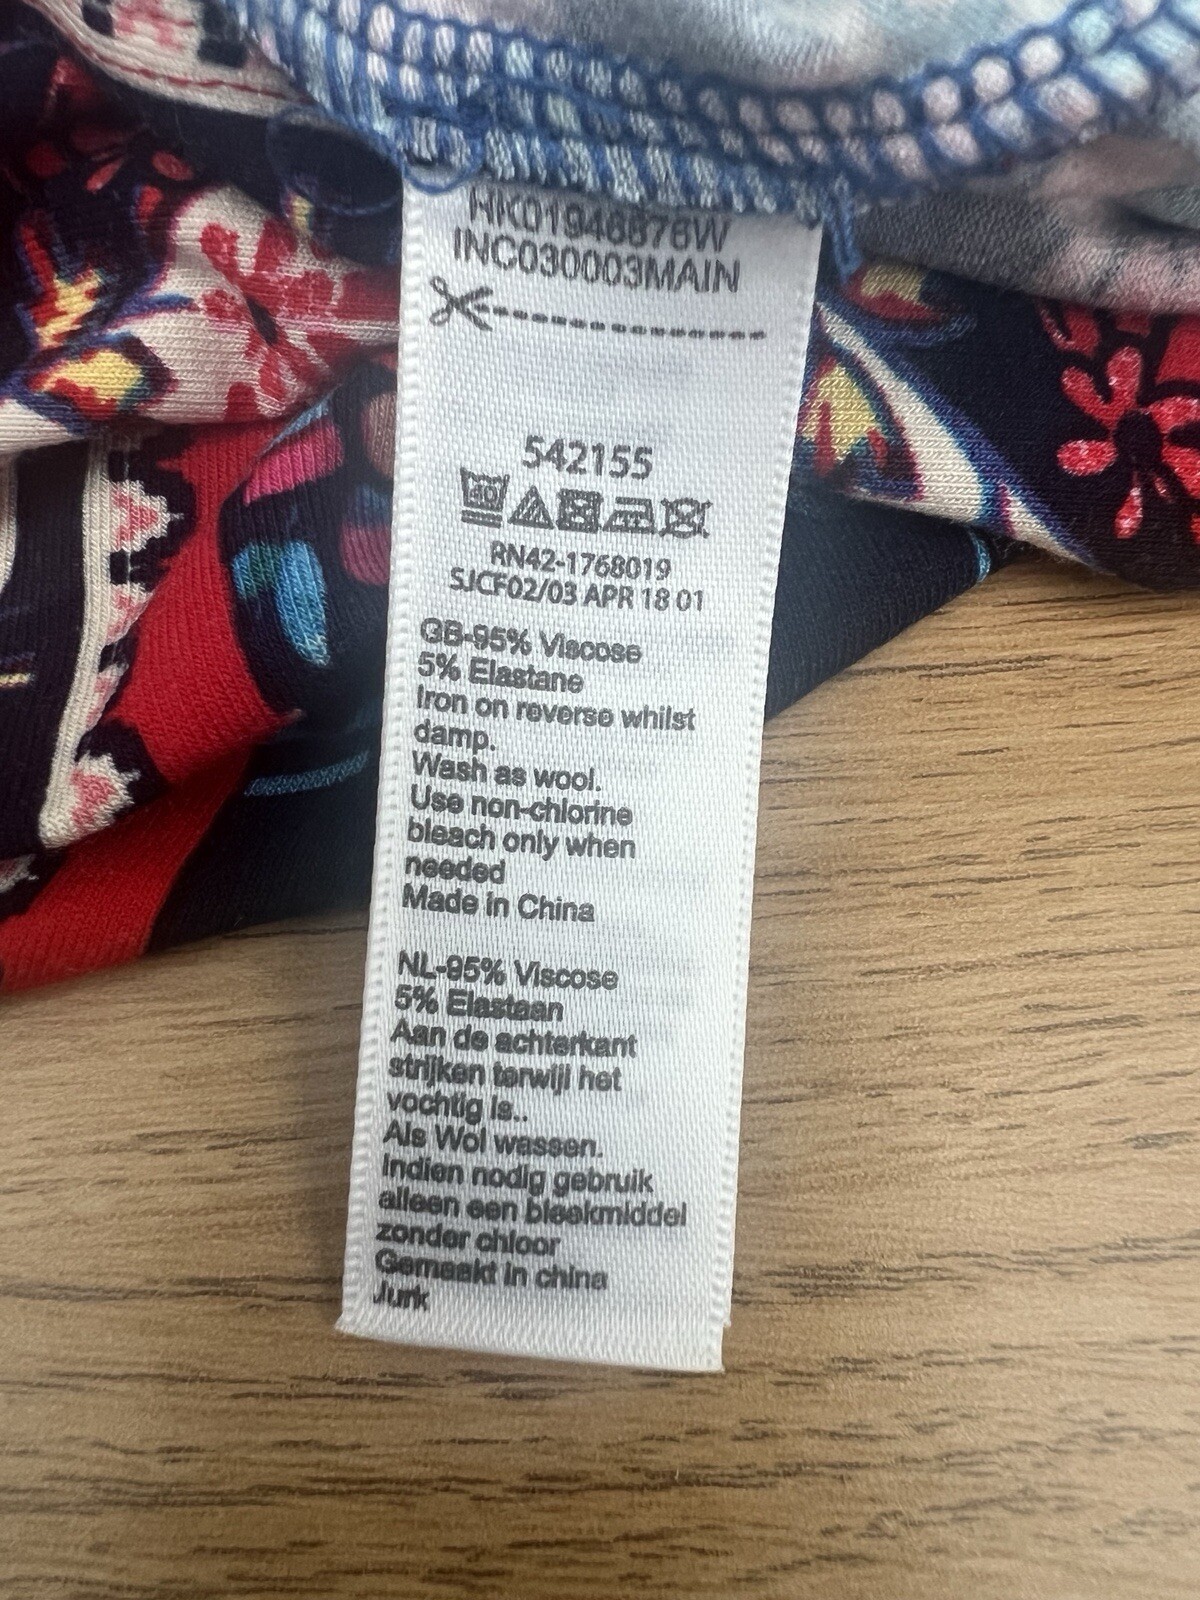 HK01946876W
INC030003MAIN
542155
40
RN42-1768019
SJCF02/03 APR 18 01
GB-95% Viscose
5% Elastane
Iron on reverse whilst
damp.
Wash as wool.
Use non-chlorine
bleach only when
needed
Made in China
NL-95% Viscose
5% Elastaan
Aan de achterkant
strijken terwijl het
vochtig is..
Als Wol wassen.
Indien nodig gebruik
alleen een bleekmiddel
zonder chloor
Gemaakt in china
Jurk